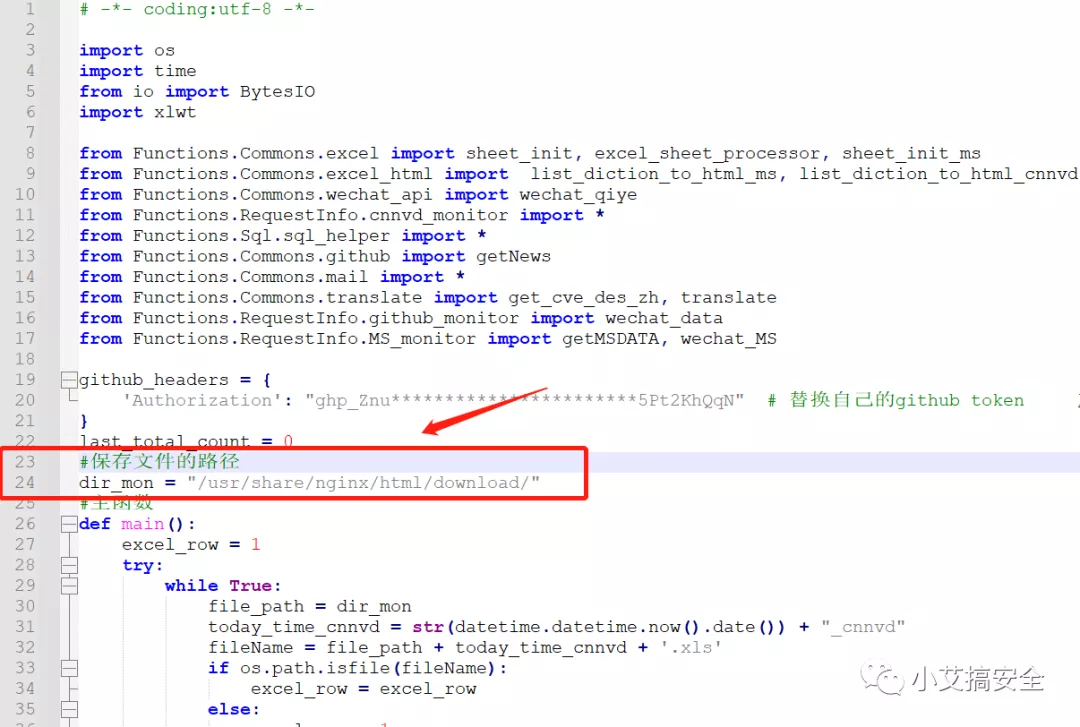 1 # -*- coding:utf-8 -*-
2
3 import os
4 import time
5 from io import BytesIO
6 import xlwt
7
8 from Functions.Commons.excel import sheet_init, excel_sheet_processor, sheet_init_ms
9 from Functions.Commons.excel_html import  list_diction_to_html_ms, list_diction_to_html_cnnvd
10 from Functions.Commons.wechat_api import wechat_qiye
11 from Functions.RequestInfo.cnnvd_monitor import *
12 from Functions.Sql.sql_helper import *
13 from Functions.Commons.github import getNews
14 from Functions.Commons.mail import *
15 from Functions.Commons.translate import get_cve_des_zh, translate
16 from Functions.RequestInfo.github_monitor import wechat_data
17 from Functions.RequestInfo.MS_monitor import getMSDATA, wechat_MS
18
19 github_headers = {
20     'Authorization': "ghp_Znu***********************5Pt2KhQqN"  # 替换自己的github token
21 }
22 last_total_count = 0
23 #保存文件的路径
24 dir_mon = "/usr/share/nginx/html/download/"
25 #主函数
26 def main():
27     excel_row = 1
28     try:
29         while True:
30             file_path = dir_mon
31             today_time_cnnvd = str(datetime.datetime.now().date()) + "_cnnvd"
32             fileName = file_path + today_time_cnnvd + '.xls'
33             if os.path.isfile(fileName):
34                 excel_row = excel_row
35             else:
小艾搞安全